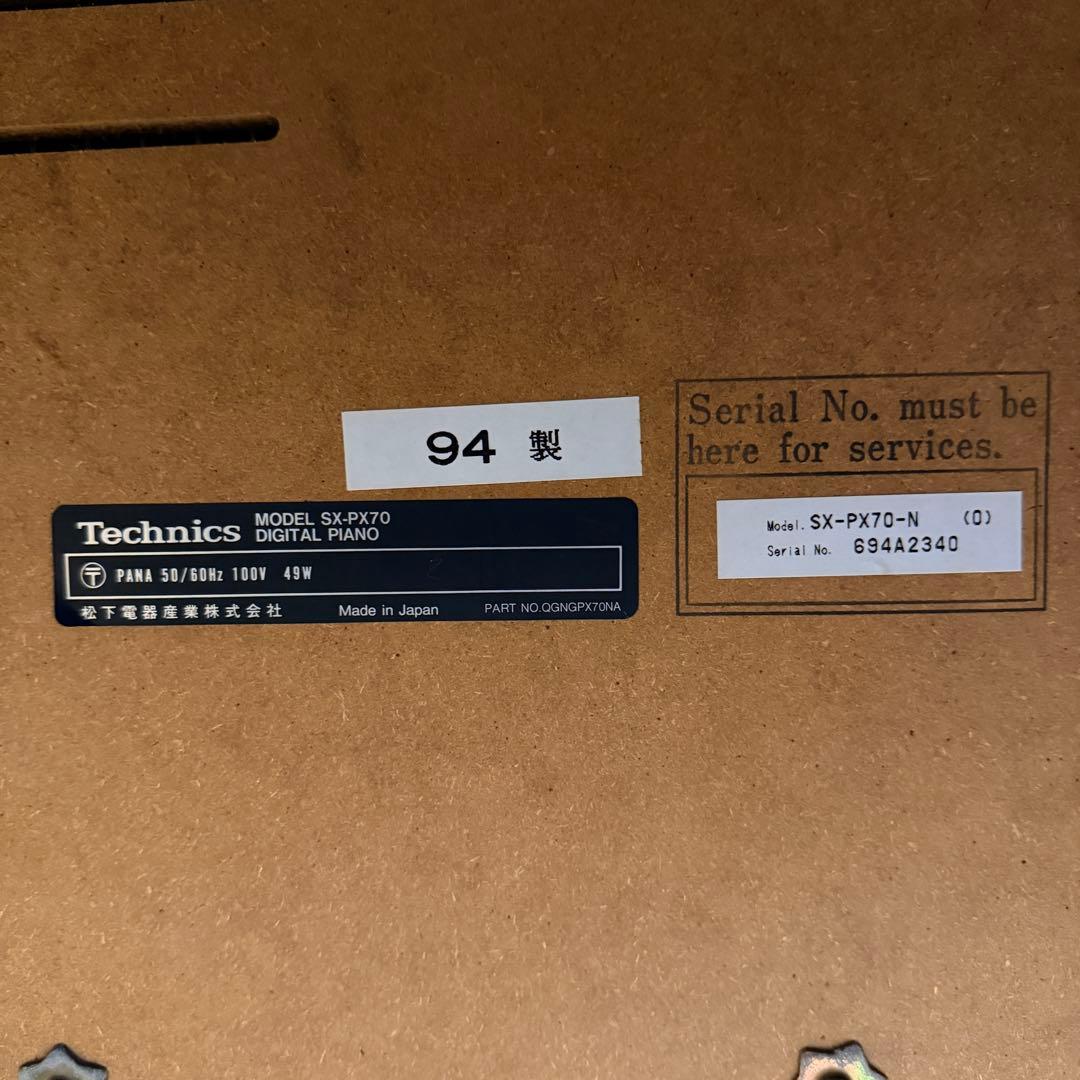 94 製
Technics
MODEL SX-PX70
DIGITAL PIANO
〒 PANA 50/60Hz 100V 49W
松下電器産業株式会社 Made in Japan PART NO.QGNGPX70NA
Serial No. must be
here for services.
Model. SX-PX70-N (0)
Serial No. 694A2340